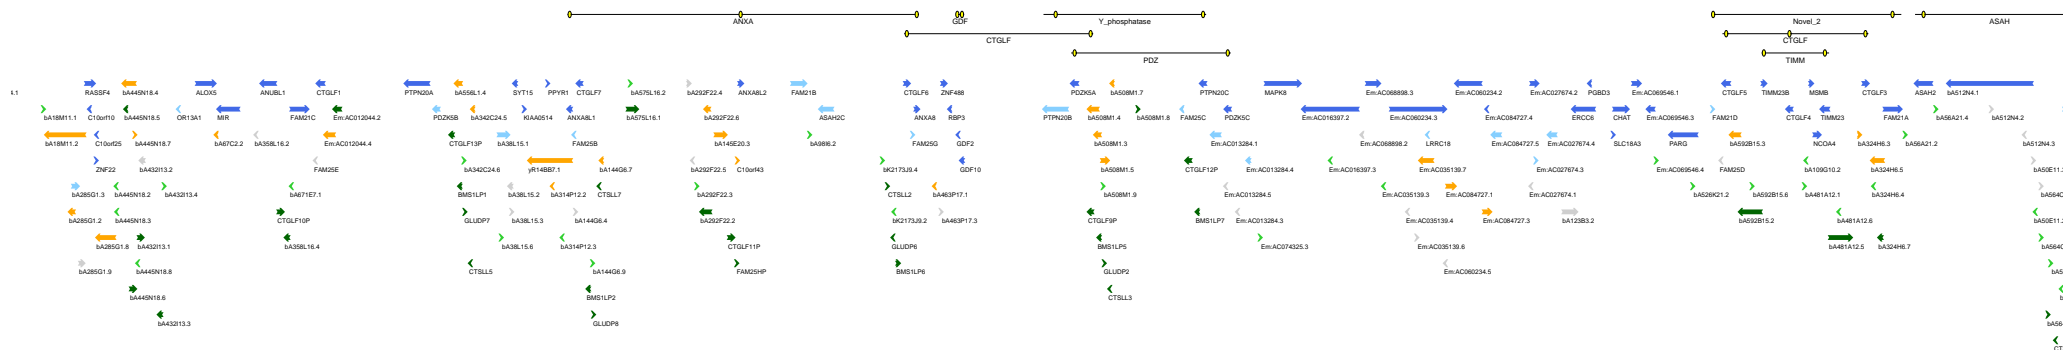 ANXA GDF Y_phosphatase Novel_2 ASAH
CTGLF CTGLF
PDZ TIMM
RASSF4 bA445N18.4 ALOX5 ANUBL1 CTGLF1 PTPN20A bA556L1.4 SYT15 PPYR1 CTGLF7 bA575L16.2 bA292F22.4 ANXA8L2 FAM21B CTGLF6 ZNF488 PDZK5A bA508M1.7 PTPN20C MAPK8 Em:AC068898.3 Em:AC060234.2 Em:AC027674.2 PGBD3 Em:AC069546.1 CTGLF5 TIMM23B MSMB CTGLF3 ASAH2 bA512N4.1
bA18M11.1 C10orf10 bA445N18.5 OR13A1 MIR FAM21C Em:AC012044.2 PDZK5B bA342C24.5 KIAA0514 ANXA8L1 bA575L16.1 bA292F22.6 ASAH2C ANXA8 RBP3 PTPN20B bA508M1.4 bA508M1.8 FAM25C PDZK5C Em:AC016397.2 Em:AC060234.3 Em:AC084727.4 ERCC6 CHAT Em:AC069546.3 FAM21D CTGLF4 TIMM23 FAM21A bA56A21.4 bA512N4.2
bA18M11.2 C10orf25 bA445N18.7 bA67C2.2 bA358L16.2 Em:AC012044.4 CTGLF13P bA38L15.1 FAM25B bA145E20.3 bA98I6.2 FAM25G GDF2 bA508M1.3 Em:AC013284.1 Em:AC068898.2 LRRC18 Em:AC084727.5 Em:AC027674.4 SLC18A3 PARG bA592B15.3 NCOA4 bA324H6.3 bA56A21.2 bA512N4.3
ZNF22 bA432I13.2 FAM25E bA342C24.6 yR14BB7.1 bA144G6.7 bA292F22.5 C10orf43 bK2173J9.4 GDF10 bA508M1.5 CTGLF12P Em:AC013284.4 Em:AC016397.3 Em:AC035139.7 Em:AC027674.3 Em:AC069546.4 FAM25D bA109G10.2 bA324H6.5
bA285G1.3 bA445N18.2 bA432I13.4 bA671E7.1 BMS1LP1 bA38L15.2 bA314P12.2 CTSLL7 bA292F22.3 CTSLL2 bA463P17.1 bA508M1.9 Em:AC013284.5 Em:AC035139.3 Em:AC084727.1 Em:AC027674.1 bA526K21.2 bA592B15.6 bA481A12.1 bA324H6.4
bA285G1.2 bA445N18.3 CTGLF10P GLUDP7 bA38L15.3 bA144G6.4 bA292F22.2 bK2173J9.2 bA463P17.3 CTGLF9P BMS1LP7 Em:AC013284.3 Em:AC035139.4 Em:AC084727.3 bA123B3.2 bA592B15.2 bA481A12.6
bA285G1.8 bA432I13.1 bA358L16.4 bA38L15.6 bA314P12.3 CTGLF11P GLUDP6 BMS1LP5 Em:AC074325.3 Em:AC035139.6 bA481A12.5 bA324H6.7
bA285G1.9 bA445N18.8 CTSLL5 bA144G6.9 FAM25HP BMS1LP6 GLUDP2 Em:AC060234.5
bA445N18.6 BMS1LP2 CTSLL3
bA432I13.3 GLUDP8